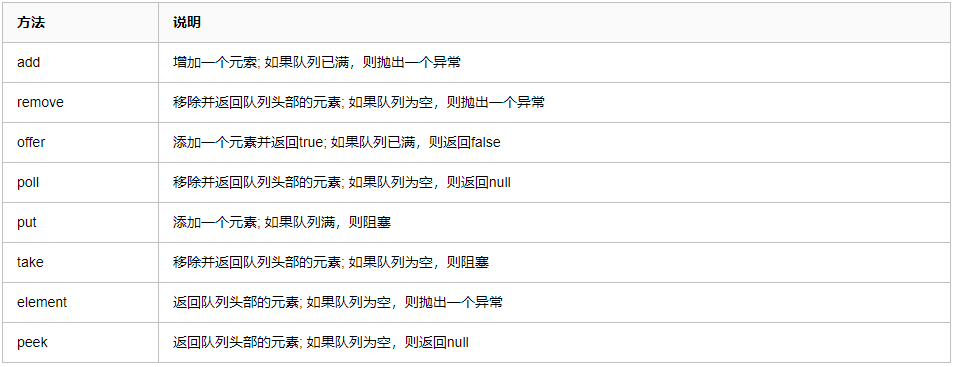 方法 说明
add 增加一个元索; 如果队列已满，则抛出一个异常
remove 移除并返回队列头部的元素; 如果队列为空，则抛出一个异常
offer 添加一个元素并返回true; 如果队列已满，则返回false
poll 移除并返回队列头部的元素; 如果队列为空，则返回null
put 添加一个元素; 如果队列满，则阻塞
take 移除并返回队列头部的元素; 如果队列为空，则阻塞
element 返回队列头部的元素; 如果队列为空，则抛出一个异常
peek 返回队列头部的元素; 如果队列为空，则返回null